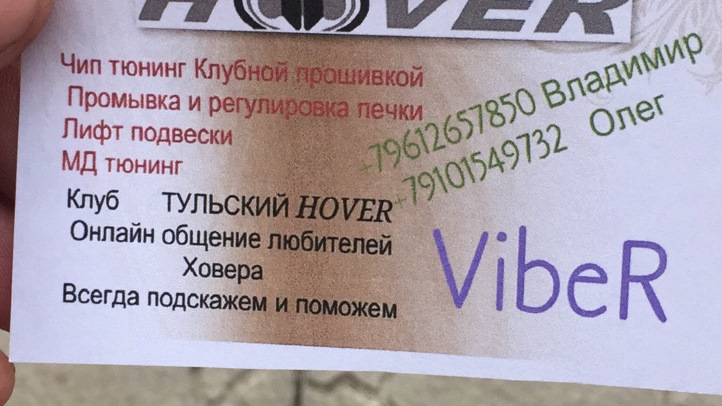 HOVER
Чип тюнинг Клубной прошивкой
Промывка и регулировка печки
Лифт подвески
МД тюнинг
+79612657850 Владимир
+79101549732 Олег
Клуб ТУЛЬСКИЙ HOVER
Онлайн общение любителей
Ховера
Всегда подскажем и поможем
VibeR